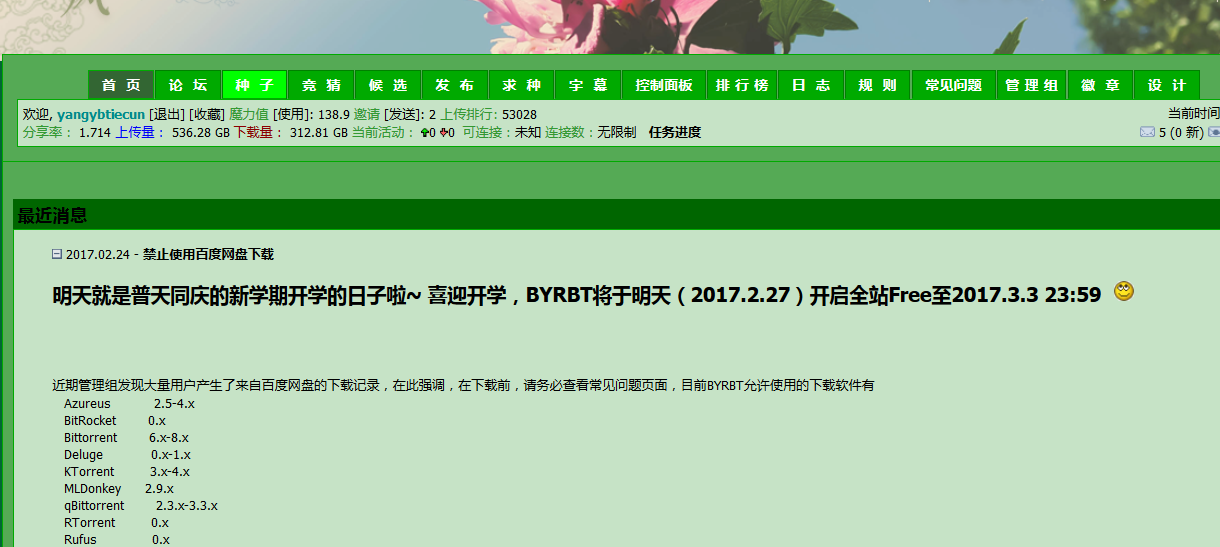 首 页 论 坛 种 子 竞 猜 候 选 发 布 求 种 字 幕 控制面板 排 行 榜 日 志 规 则 常见问题 管 理 组 徽 章 设 计
欢迎, yangybtiecun [退出] [收藏] 魔力值 [使用]: 138.9 邀请 [发送]: 2 上传排行: 53028 当前时间
分享率： 1.714 上传量： 536.28 GB 下载量： 312.81 GB 当前活动： 0 0 可连接：未知 连接数：无限制 任务进度 5 (0 新)
最近消息
2017.02.24 - 禁止使用百度网盘下载
明天就是普天同庆的新学期开学的日子啦~ 喜迎开学，BYRBT将于明天（2017.2.27）开启全站Free至2017.3.3 23:59
近期管理组发现大量用户产生了来自百度网盘的下载记录，在此强调，在下载前，请务必查看常见问题页面，目前BYRBT允许使用的下载软件有
Azureus 2.5-4.x
BitRocket 0.x
Bittorrent 6.x-8.x
Deluge 0.x-1.x
KTorrent 3.x-4.x
MLDonkey 2.9.x
qBittorrent 2.3.x-3.3.x
RTorrent 0.x
Rufus 0.x